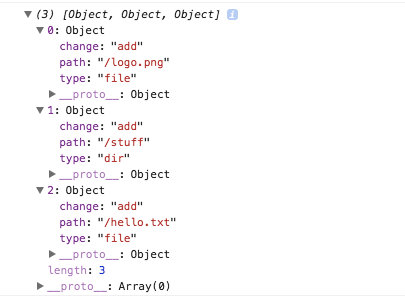 (3) [Object, Object, Object] i
0: Object
change: "add"
path: "/logo.png"
type: "file"
__proto__: Object
1: Object
change: "add"
path: "/stuff"
type: "dir"
__proto__: Object
2: Object
change: "add"
path: "/hello.txt"
type: "file"
__proto__: Object
length: 3
__proto__: Array(0)